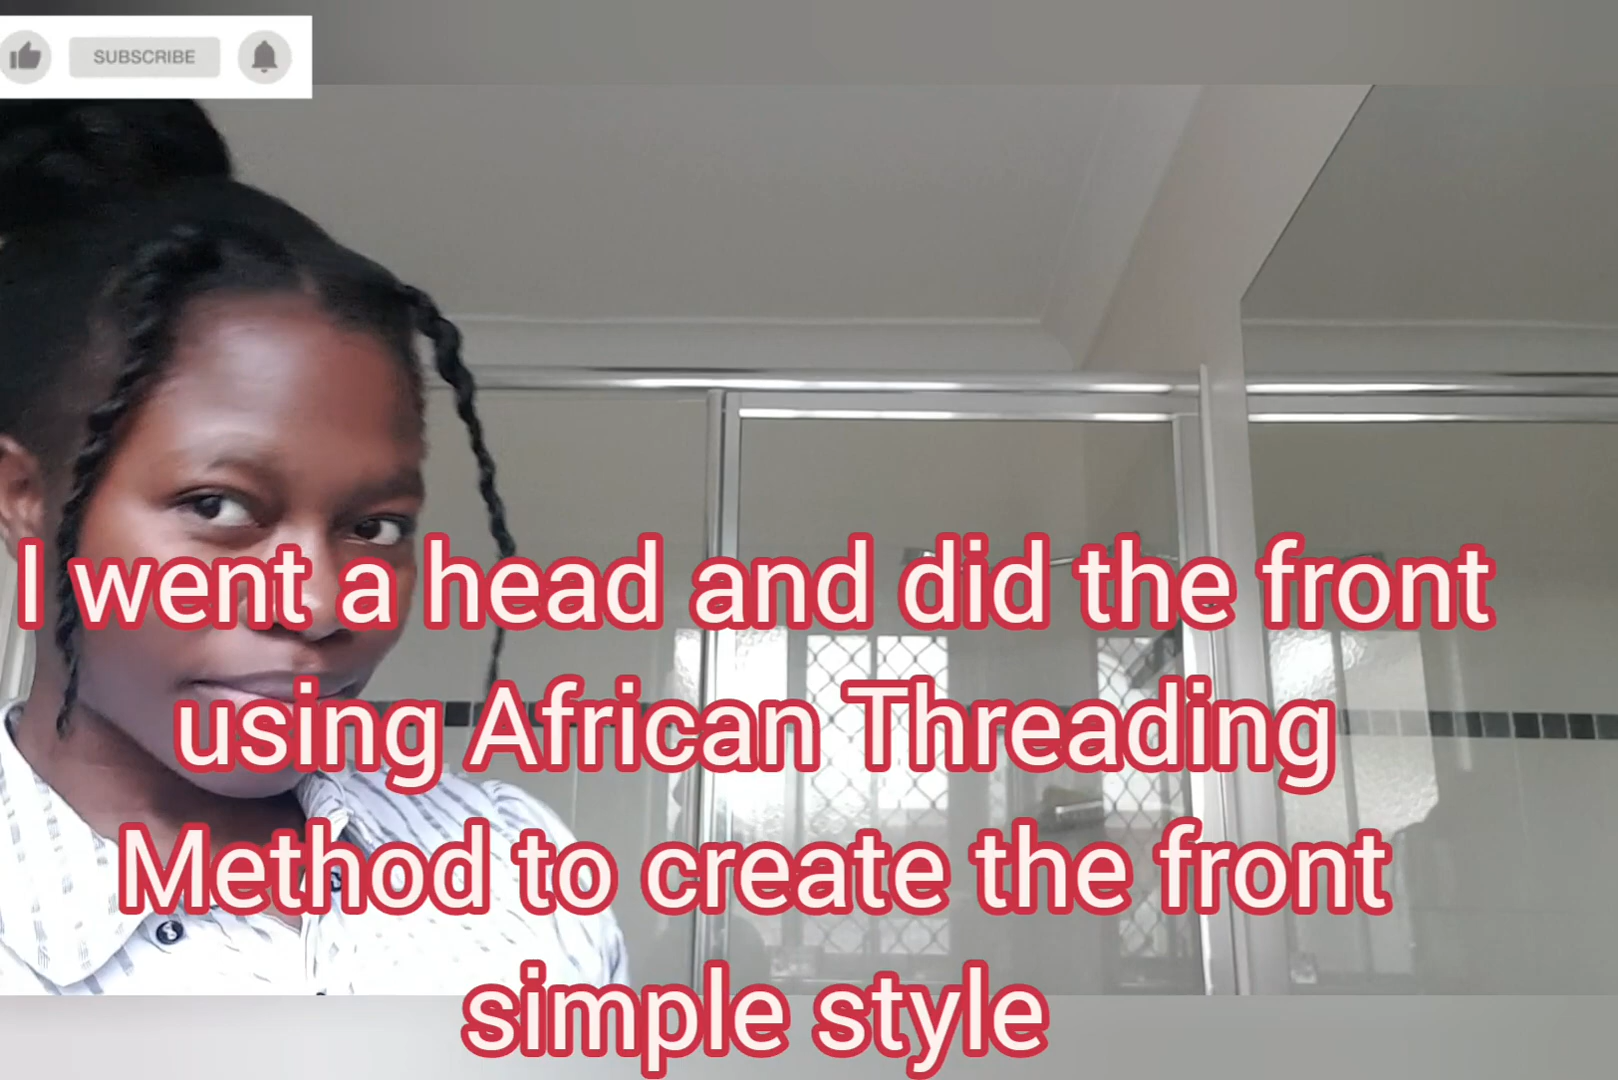 SUBSCRIBE
I went a head and did the front
using African Threading
Method to create the front
simple style